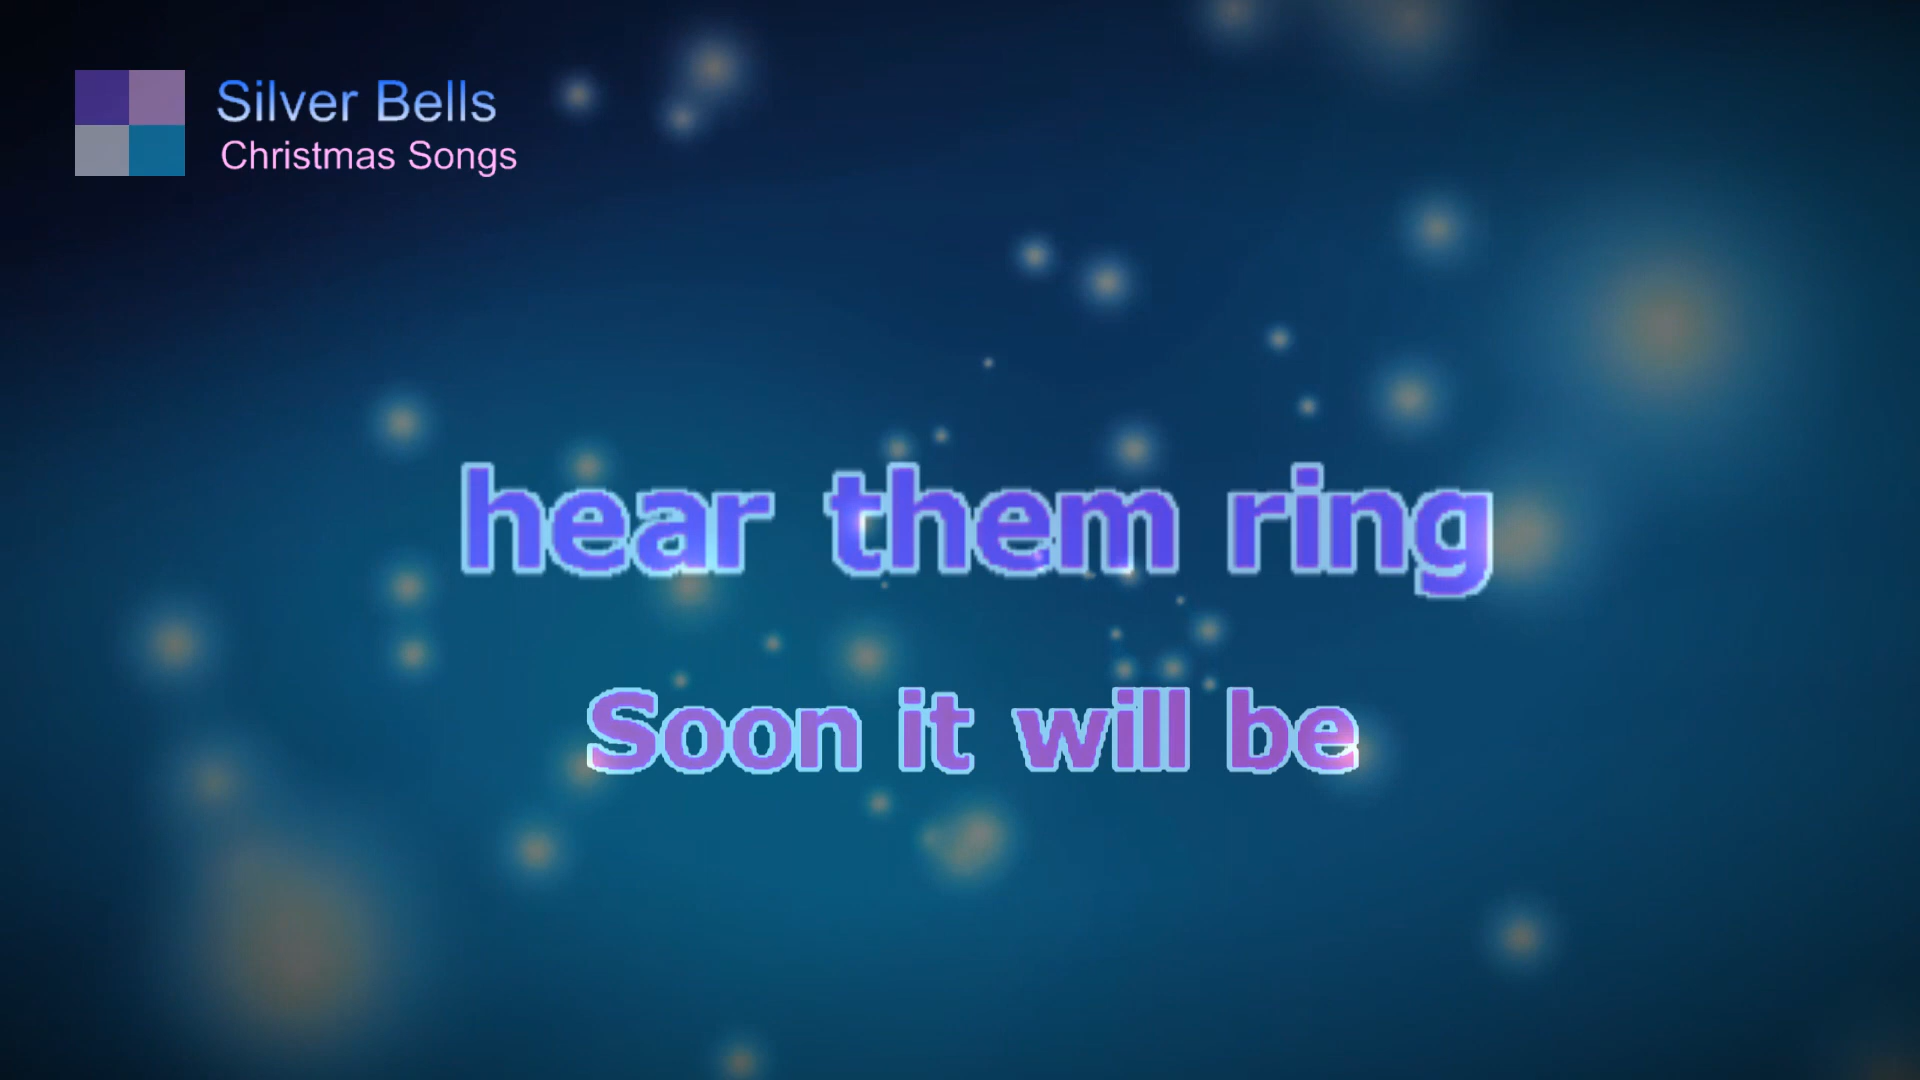 Silver Bells
Christmas Songs
hear them ring
Soon it will be